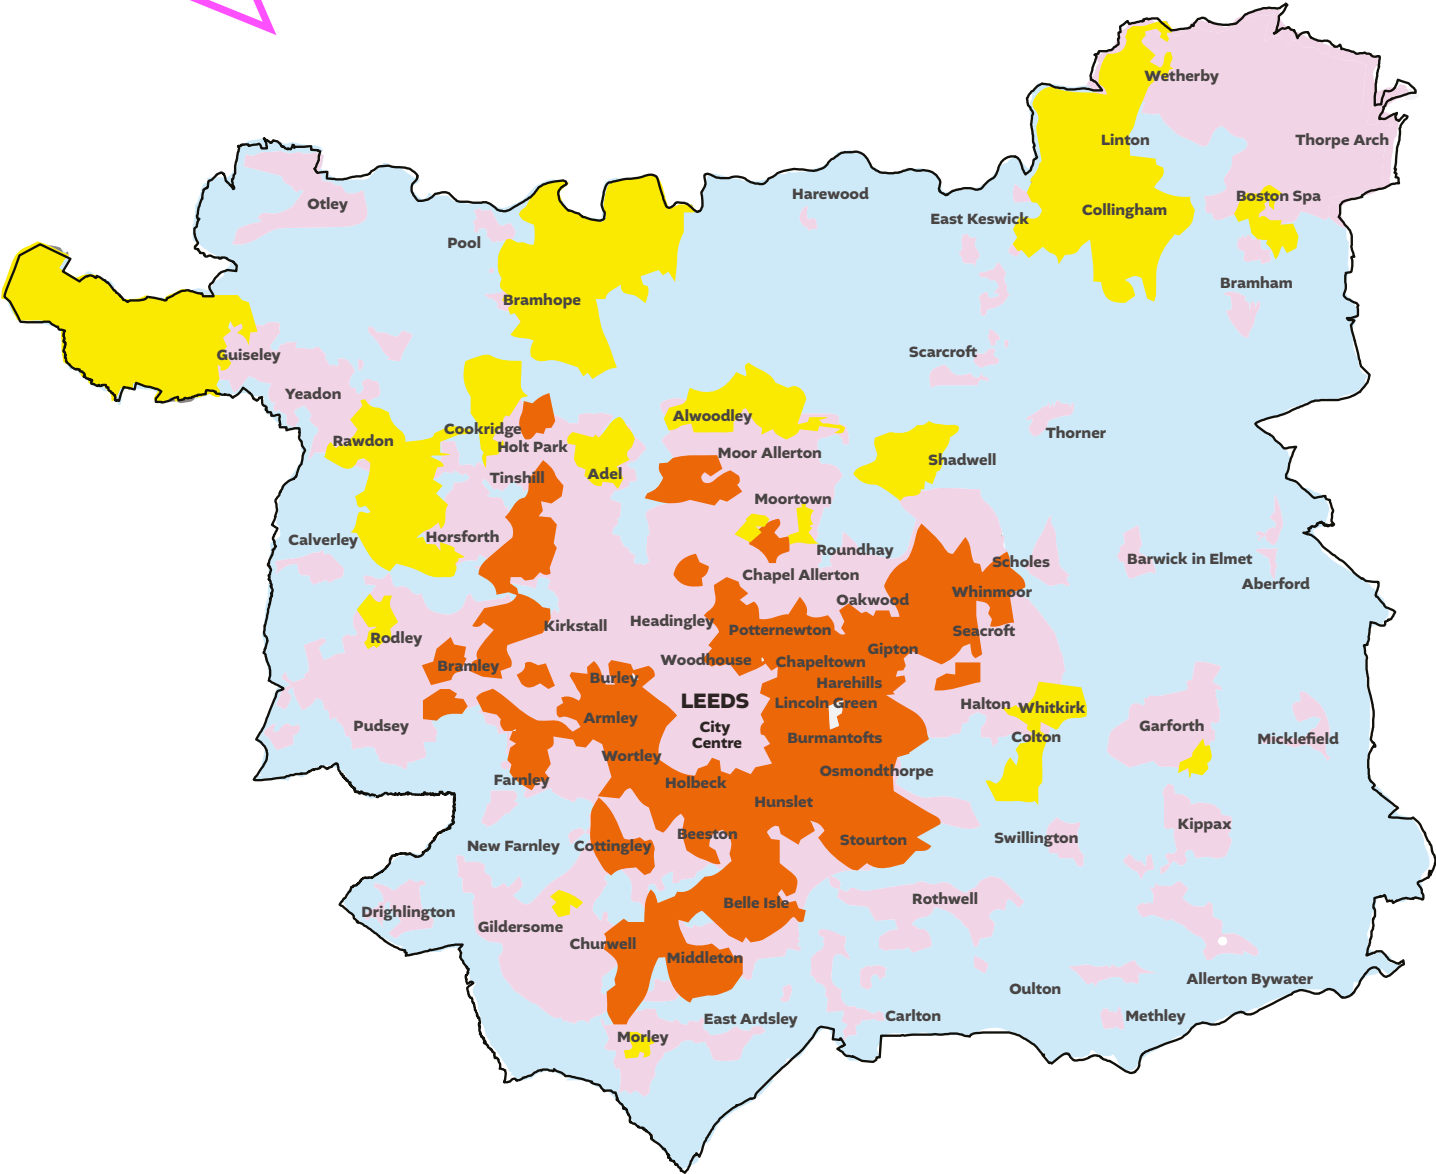 Wetherby
Linton
Thorpe Arch
Harewood
Boston Spa
Otley
Collingham
East Keswick
Pool
Bramham
Bramhope
Guiseley
Scarcroft
Yeadon
Alwoodley
Cookridge
Thorner
Rawdon
Holt Park
Moor Allerton
Shadwell
Adel
Tinshill
Moortown
Horsforth
Calverley
Roundhay
Barwick in Elmet
Scholes
Chapel Allerton
Aberford
Whinmoor
Oakwood
Headingley
Kirkstall
Potternewton
Seacroft
Rodley
Gipton
Woodhouse
Chapeltown
Bramley
Burley
Harehills
LEEDS
Lincoln Green
Halton
Whitkirk
Armley
Pudsey
City
Centre
Garforth
Colton
Burmantofts
Micklefield
Wortley
Osmondthorpe
Farnley
Holbeck
Hunslet
Kippax
Beeston
Swillington
Stourton
New Farnley
Cottingley
Rothwell
Belle Isle
Drighlington
Gildersome
Churwell
Middleton
Allerton Bywater
Oulton
Carlton
Methley
East Ardsley
Morley